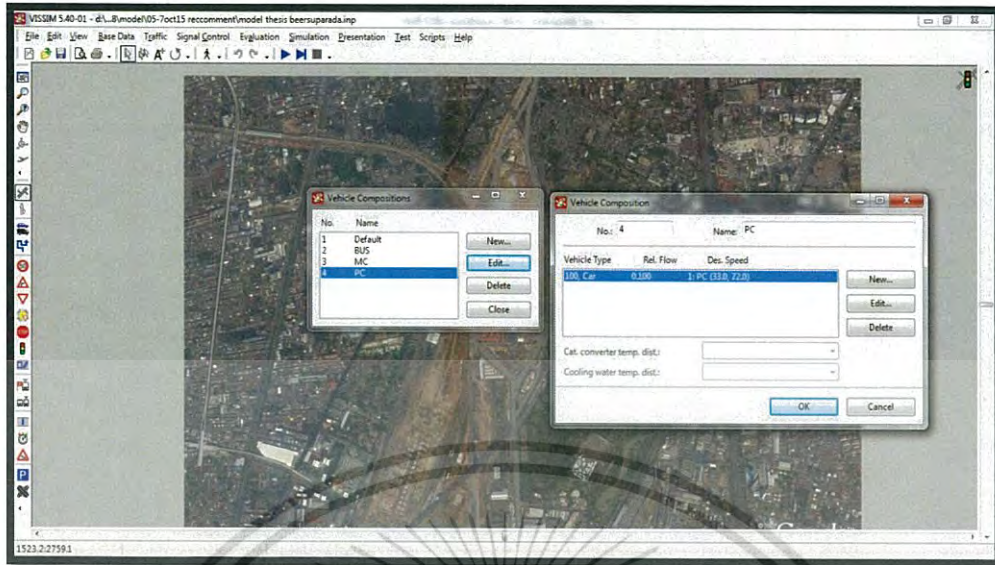 VISSIM 5.40-01 - d:\...8\model\05-7oct15 reccomment\model thesis beersuparada.inp
File Edit View Base Data Traffic Signal Control Evaluation Simulation Presentation Test Scripts Help
Vehicle Compositions
No. Name
1 Default
2 BUS
3 MC
4 PC
New...
Edit...
Delete
Close
Vehicle Composition
No.: 4 Name: PC
Vehicle Type Rel. Flow Des. Speed
100, Car 0.100 1: PC (33.0, 72.0)
New...
Edit...
Delete
Cat. converter temp. dist.:
Cooling water temp. dist.:
OK Cancel
1523.2:2759.1